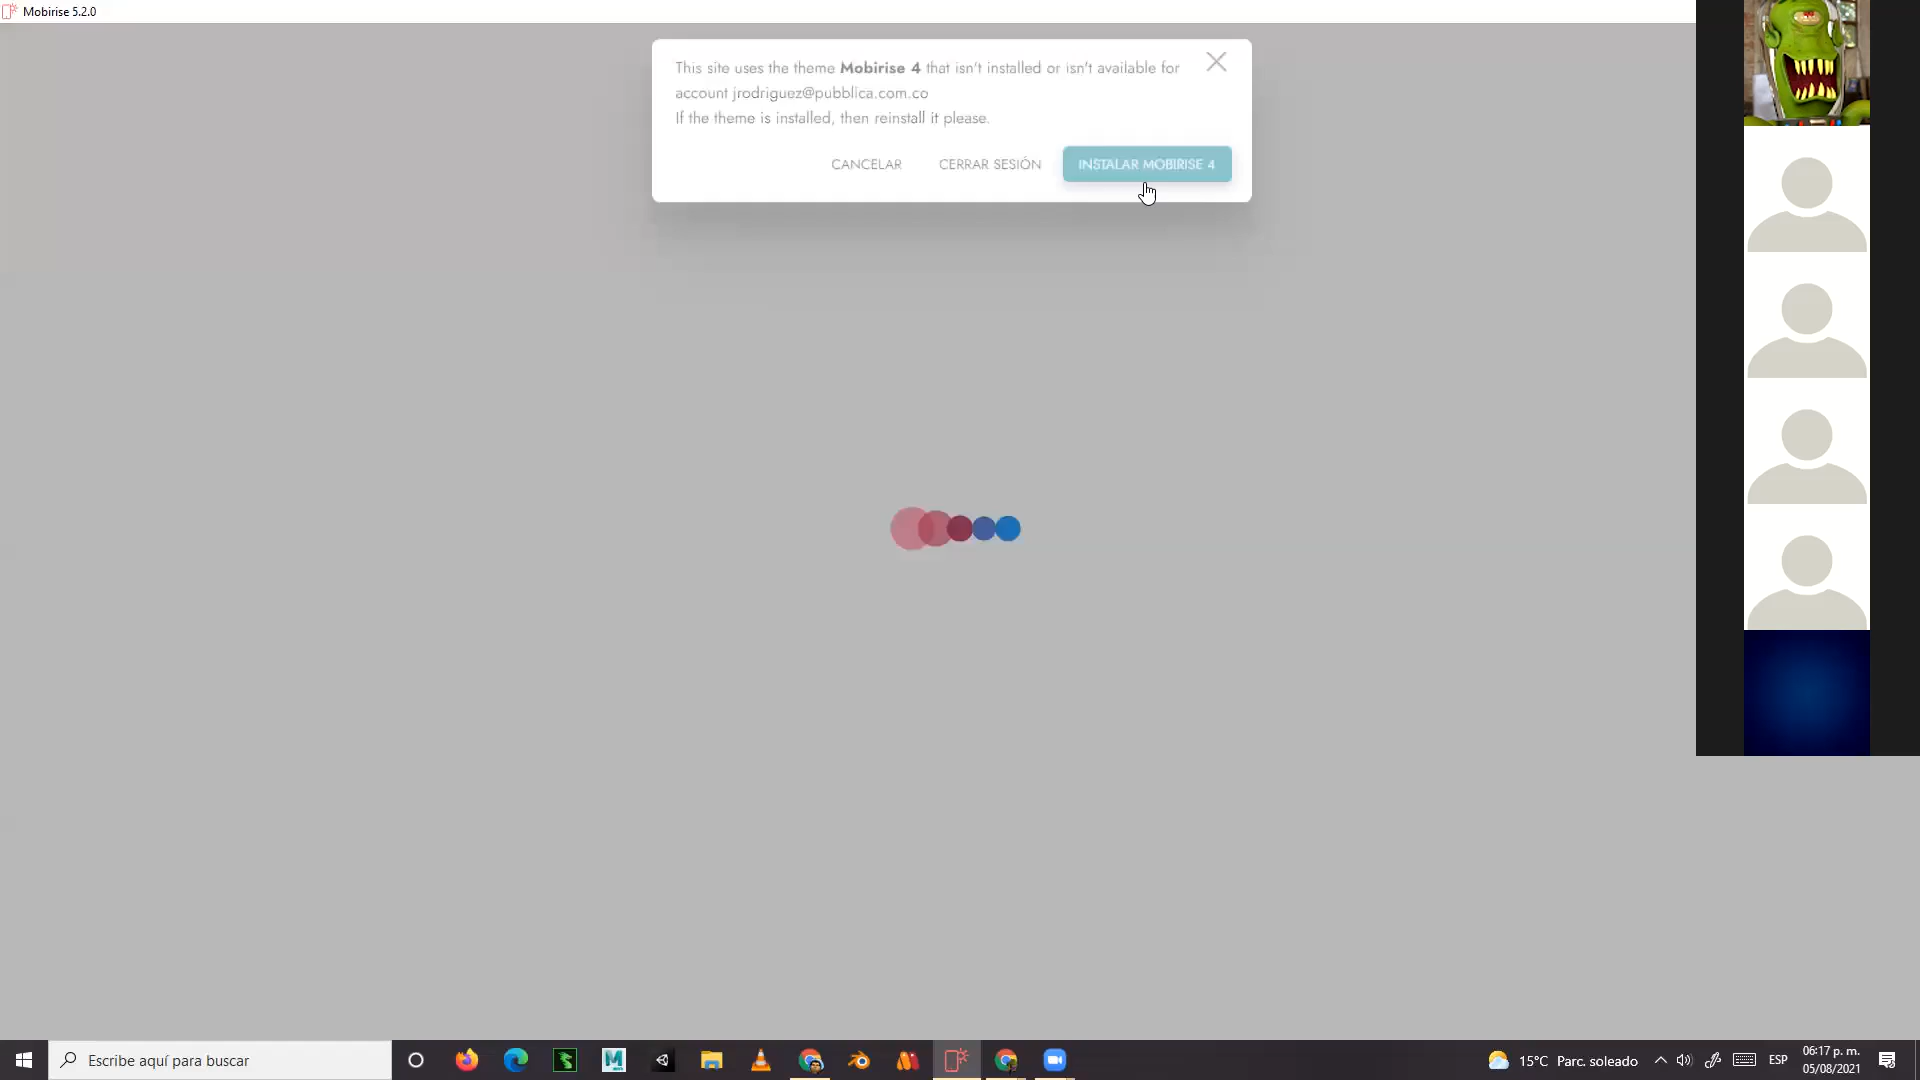 Mobirise 5.2.0
This site uses the theme Mobirise 4 that isn't installed or isn't available for
account jrodriguez@pubblica.com.co
If the theme is installed, then reinstall it please.
CANCELAR
CERRAR SESIÓN
INSTALAR MOBIRISE 4
Escribe aquí para buscar
15°C Parc. soleado
ESP
06:17 p. m.
05/08/2021